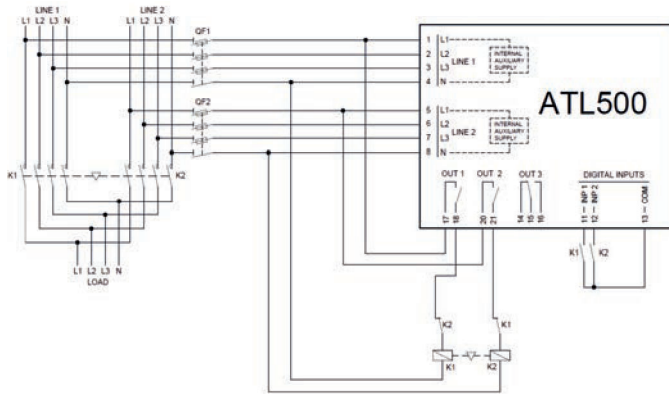 LINE 1
LINE 2
L1 L2 L3 N
L1 L2 L3 N
QF1
1 L1
2 L2
3 L3
4 N
LINE 1
INTERNAL
AUXILIARY
SUPPLY
ATL500
QF2
5 L1
6 L2
7 L3
8 N
LINE 2
INTERNAL
AUXILIARY
SUPPLY
K1
K2
OUT 1
OUT 2
OUT 3
DIGITAL INPUTS
17
18
20
21
14
15
16
11 INP 1
12 INP 2
13 COM
L1 L2 L3 N
LOAD
K1
K2
K2
K1
K1
K2